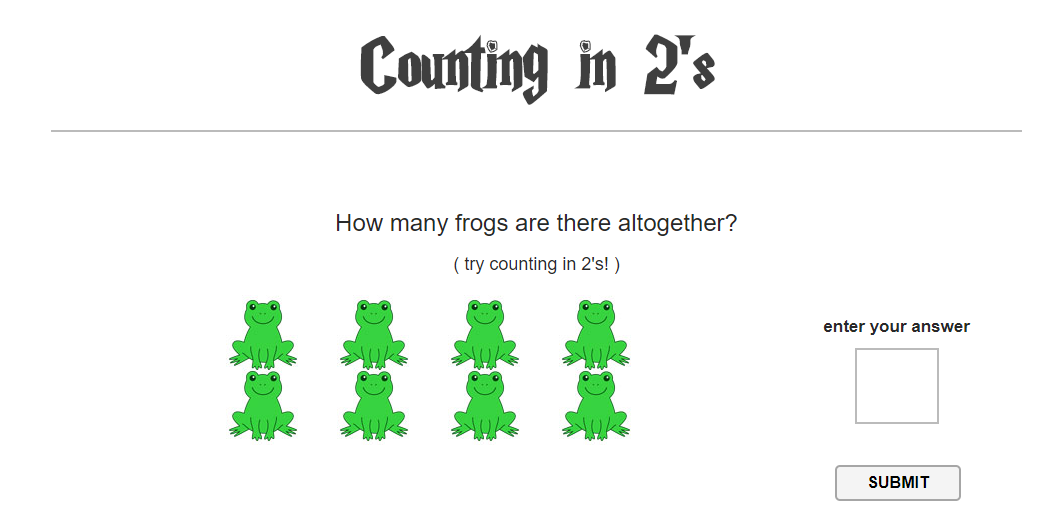 Counting in 2's
How many frogs are there altogether?
( try counting in 2's! )
enter your answer
SUBMIT